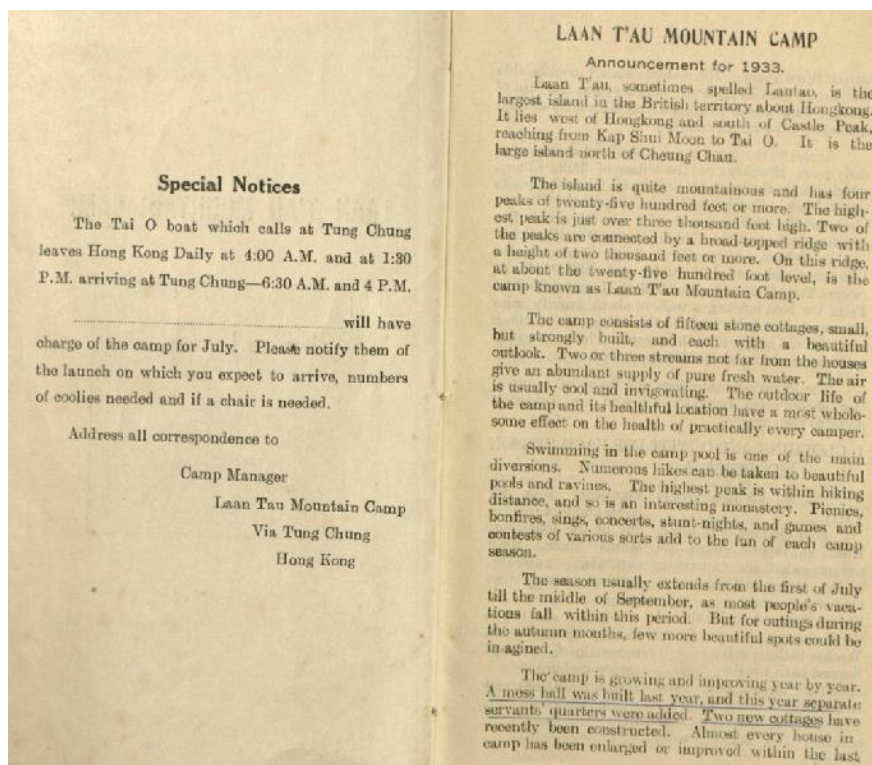 Special Notices
The Tai O boat which calls at Tung Chung
leaves Hong Kong Daily at 4:00 A.M. and at 1:30
P.M. arriving at Tung Chung—6:30 A.M. and 4 P.M.
........................................................................will have
charge of the camp for July. Please notify them of
the launch on which you expect to arrive, numbers
of coolies needed and if a chair is needed.
Address all correspondence to
Camp Manager
Laan Tau Mountain Camp
Via Tung Chung
Hong Kong
LAAN T'AU MOUNTAIN CAMP
Announcement for 1933.
Laan T'au, sometimes spelled Lantao, is the
largest island in the British territory about Hongkong.
It lies west of Hongkong and south of Castle Peak,
reaching from Kap Shui Moon to Tai O. It is the
large island north of Cheung Chau.
The island is quite mountainous and has four
peaks of twenty-five hundred feet or more. The high-
est peak is just over three thousand feet high. Two of
the peaks are connected by a broad-topped ridge with
a height of two thousand feet or more. On this ridge,
at about the twenty-five hundred foot level, is the
camp known as Laan T'au Mountain Camp.
The camp consists of fifteen stone cottages, small,
but strongly built, and each with a beautiful
outlook. Two or three streams not far from the houses
give an abundant supply of pure fresh water. The air
is usually cool and invigorating. The outdoor life of
the camp and its healthful location have a most whole-
some effect on the health of practically every camper.
Swimming in the camp pool is one of the main
diversions. Numerous hikes can be taken to beautiful
pools and ravines. The highest peak is within hiking
distance, and so is an interesting monastery. Picnics,
bonfires, sings, concerts, stunt-nights, and games and
contests of various sorts add to the fun of each camp
season.
The season usually extends from the first of July
till the middle of September, as most people's vaca-
tions fall within this period. But for outings during
the autumn months, few more beautiful spots could be
in agined.
The camp is growing and improving year by year.
A mess hall was built last year, and this year separate
servants' quarters were added. Two new cottages have
recently been constructed. Almost every house in
camp has been enlarged or improved within the last